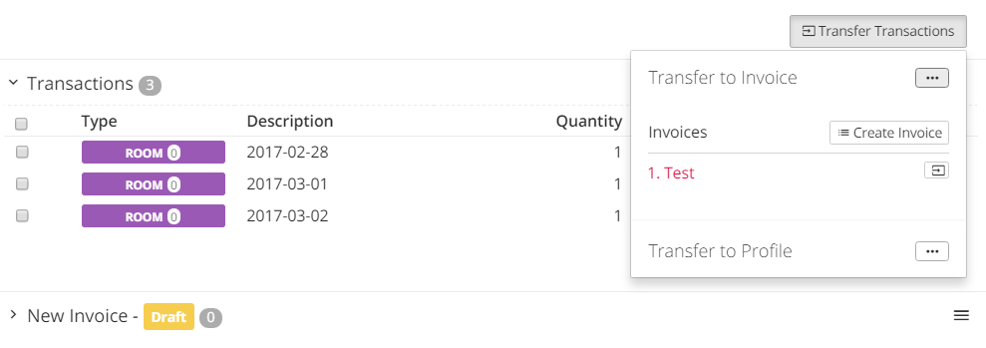 Transfer Transactions
Transactions 3
Transfer to Invoice
Type Description Quantity
Invoices Create Invoice
ROOM 0 2017-02-28 1
1. Test
ROOM 0 2017-03-01 1
ROOM 0 2017-03-02 1
Transfer to Profile
New Invoice - Draft 0